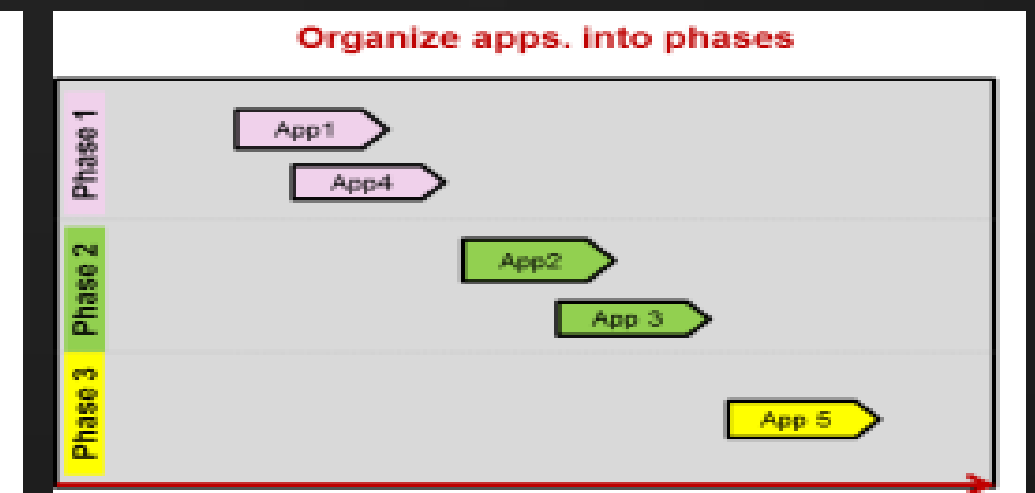 Organize apps. into phases
Phase 1
App1
App4
Phase 2
App2
App 3
Phase 3
App 5